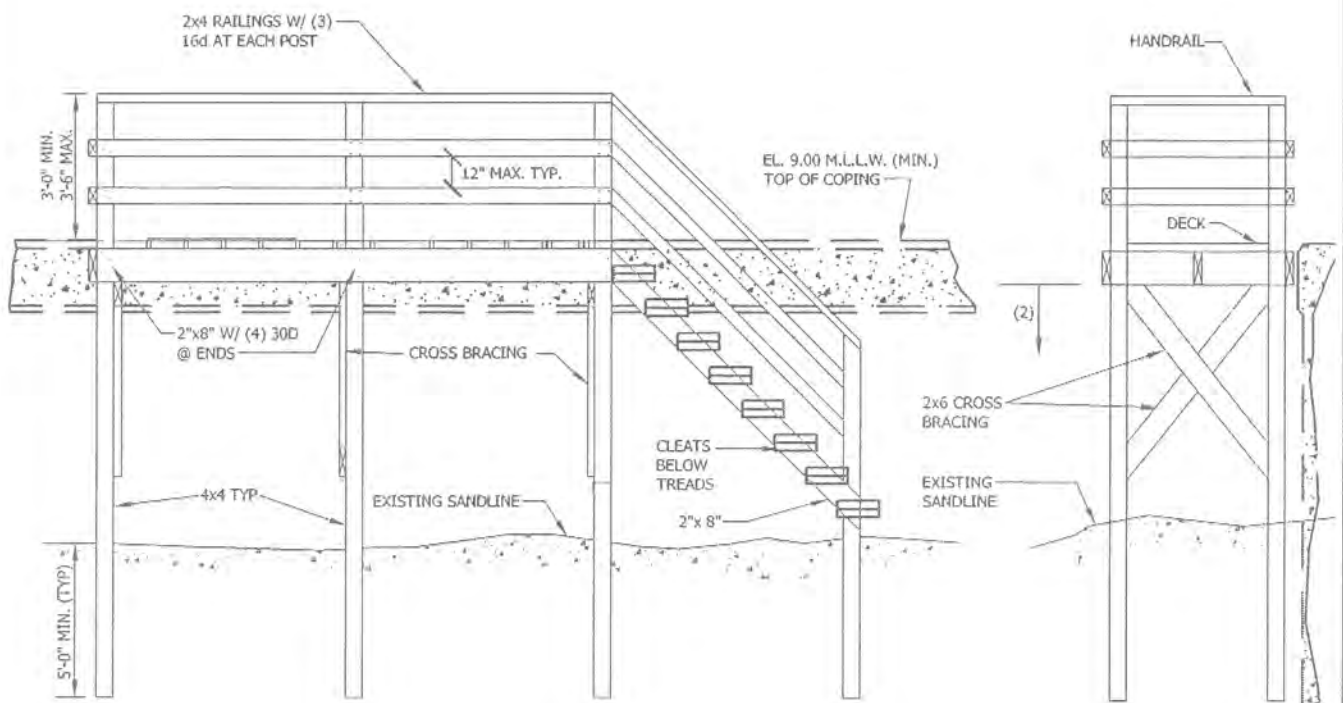 2x4 RAILINGS W/ (3)
16d AT EACH POST
HANDRAIL
3'-0" MIN.
3'-6" MAX.
12" MAX. TYP.
EL. 9.00 M.L.L.W. (MIN.)
TOP OF COPING
DECK
2"x8" W/ (4) 30D
@ ENDS
CROSS BRACING
(2)
2x6 CROSS
BRACING
CLEATS
BELOW
TREADS
4x4 TYP
EXISTING SANDLINE
2"x 8"
EXISTING
SANDLINE
5'-0" MIN. (TYP)